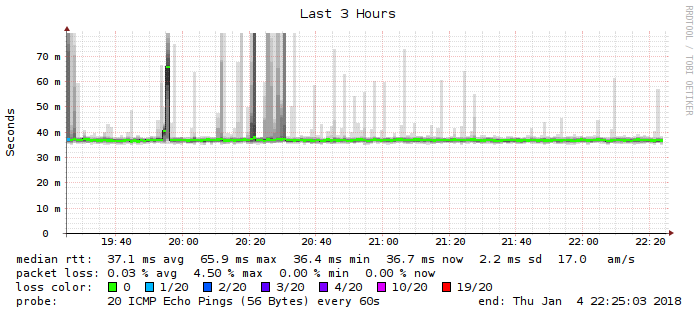 Last 3 Hours
RRDTOOL / TOBI OETIKER
Seconds
70 m
60 m
50 m
40 m
30 m
20 m
10 m
0
19:40 20:00 20:20 20:40 21:00 21:20 21:40 22:00 22:20
median rtt: 37.1 ms avg 65.9 ms max 36.4 ms min 36.7 ms now 2.2 ms sd 17.0 am/s
packet loss: 0.03 % avg 4.50 % max 0.00 % min 0.00 % now
loss color: 0 1/20 2/20 3/20 4/20 10/20 19/20
probe: 20 ICMP Echo Pings (56 Bytes) every 60s end: Thu Jan 4 22:25:03 2018